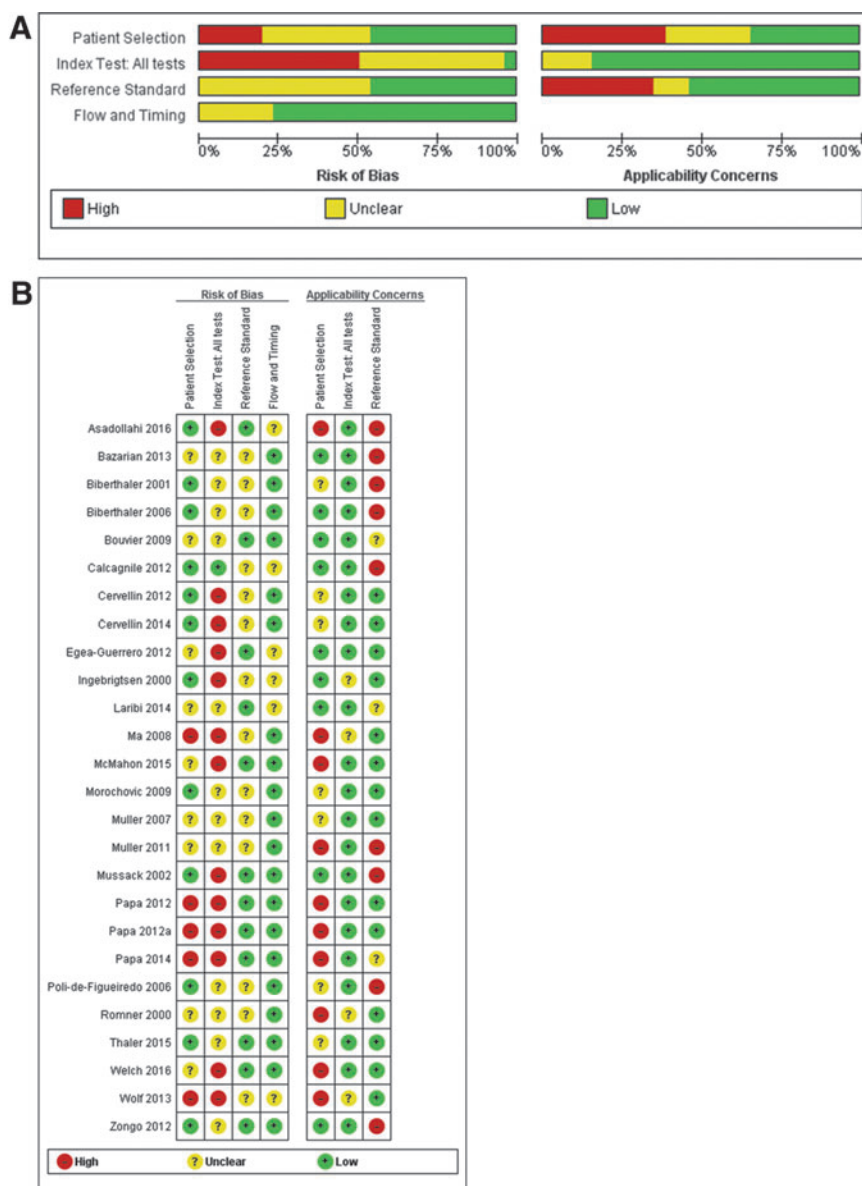 A
Patient Selection
Index Test: All tests
Reference Standard
Flow and Timing
0% 25% 50% 75% 100% 0% 25% 50% 75% 100%
Risk of Bias Applicability Concerns
High Unclear Low
B
Risk of Bias Applicability Concerns
Patient Selection
Index Test: All tests
Reference Standard
Flow and Timing
Patient Selection
Index Test: All tests
Reference Standard
Asadollahi 2016 + - + ? - + -
Bazarian 2013 ? ? ? + + + -
Biberthaler 2001 + ? ? + ? + -
Biberthaler 2006 + ? ? + + + -
Bouvier 2009 ? ? + + + + ?
Calcagnile 2012 + + ? ? + + -
Cervellin 2012 + - ? + ? + +
Cervellin 2014 + - ? + ? + +
Egea-Guerrero 2012 ? - + ? + + +
Ingebrigtsen 2000 + - ? ? + ? +
Laribi 2014 ? ? + ? + + ?
Ma 2008 - - ? + - ? +
McMahon 2015 ? - + + - + +
Morochovic 2009 + ? ? + ? + +
Muller 2007 ? ? ? + ? + +
Muller 2011 ? ? ? + - + -
Mussack 2002 + - + + + + -
Papa 2012 - - + + - + +
Papa 2012a - - + + - + +
Papa 2014 - - + + - + ?
Poli-de-Figueiredo 2006 + ? ? + ? + -
Romner 2000 ? ? ? + - ? +
Thaler 2015 + ? + + ? + +
Welch 2016 ? - + + - + +
Wolf 2013 - - ? ? - ? +
Zongo 2012 + ? + + + + -
- High ? Unclear + Low